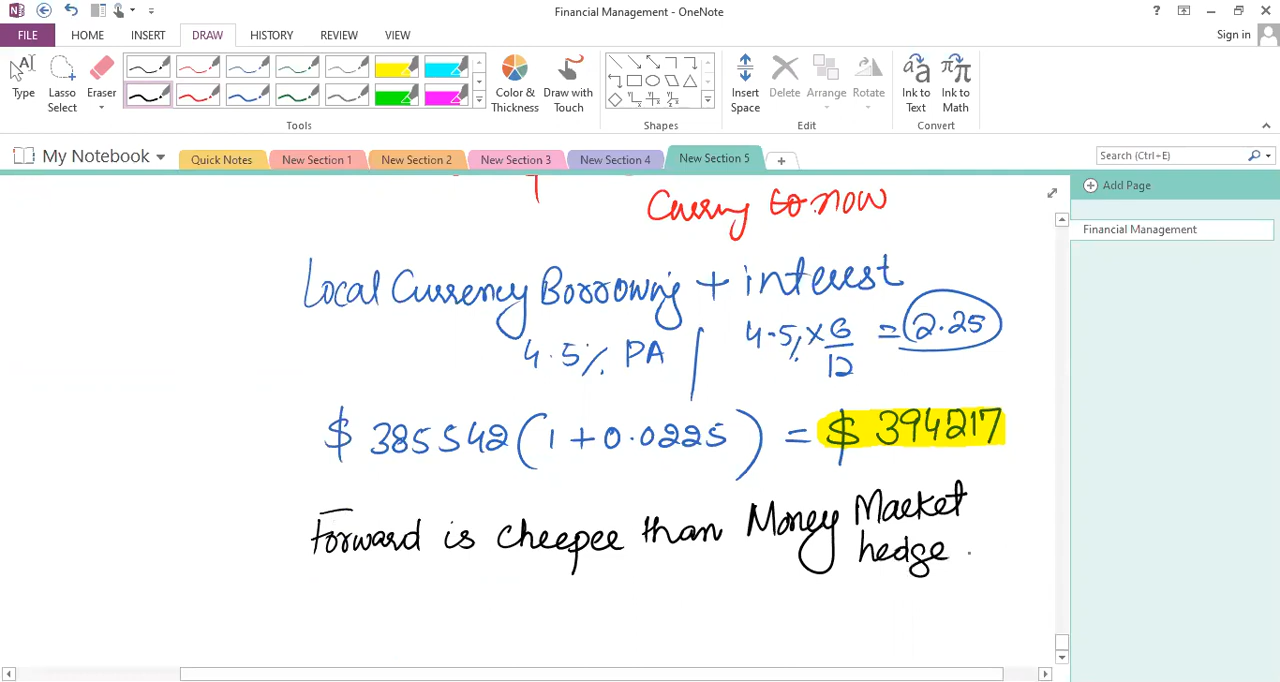 Financial Management - OneNote
?
Sign in
FILE HOME INSERT DRAW HISTORY REVIEW VIEW
Type
Lasso Select
Eraser
Color & Thickness
Draw with Touch
Insert Space
Delete
Arrange
Rotate
Ink to Text
Ink to Math
Tools Shapes Edit Convert
My Notebook Quick Notes New Section 1 New Section 2 New Section 3 New Section 4 New Section 5
Search (Ctrl+E)
Add Page
Financial Management
to now
Local Currency Borrowing + interest
4.5% PA | 4.5% × 6/12 = 2.25
$ 385542 (1 + 0.0225) = $ 394217
Forward is cheepee than Money Market
hedge.